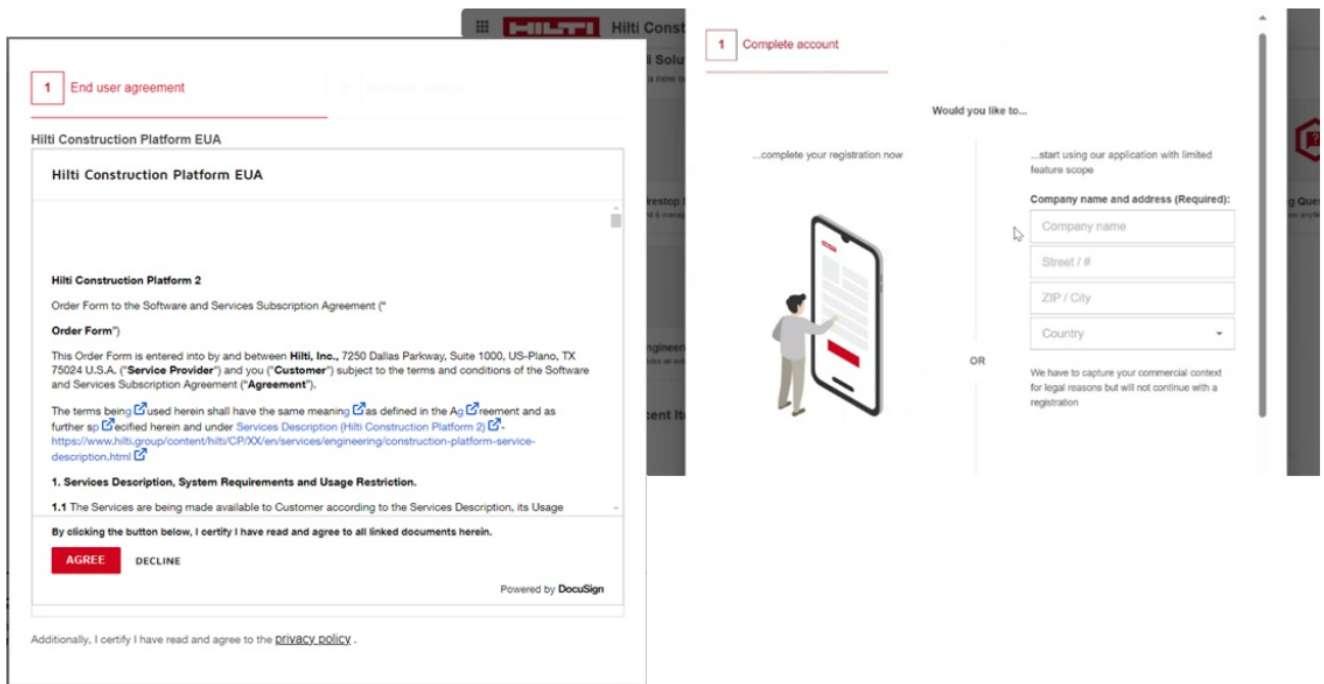 HILTI Hilti Const
1 End user agreement
Hilti Construction Platform EUA
Hilti Construction Platform EUA
Hilti Construction Platform 2
Order Form to the Software and Services Subscription Agreement ("
Order Form")
This Order Form is entered into by and between Hilti, Inc., 7250 Dallas Parkway, Suite 1000, US-Plano, TX
75024 U.S.A. ("Service Provider") and you ("Customer") subject to the terms and conditions of the Software
and Services Subscription Agreement ("Agreement").
The terms being used herein shall have the same meaning as defined in the Ag reement and as
further sp ecified herein and under Services Description (Hilti Construction Platform 2) -
https://www.hilti.group/content/hilti/CP/XX/en/services/engineering/construction-platform-service-
description.html
1. Services Description, System Requirements and Usage Restriction.
1.1 The Services are being made available to Customer according to the Services Description, its Usage
By clicking the button below, I certify I have read and agree to all linked documents herein.
AGREE DECLINE
Powered by DocuSign
Additionally, I certify I have read and agree to the privacy policy .
1 Complete account
Would you like to...
...complete your registration now
HILTI
OR
...start using our application with limited
feature scope
Company name and address (Required):
Company name
Street / #
ZIP / City
Country
We have to capture your commercial context
for legal reasons but will not continue with a
registration